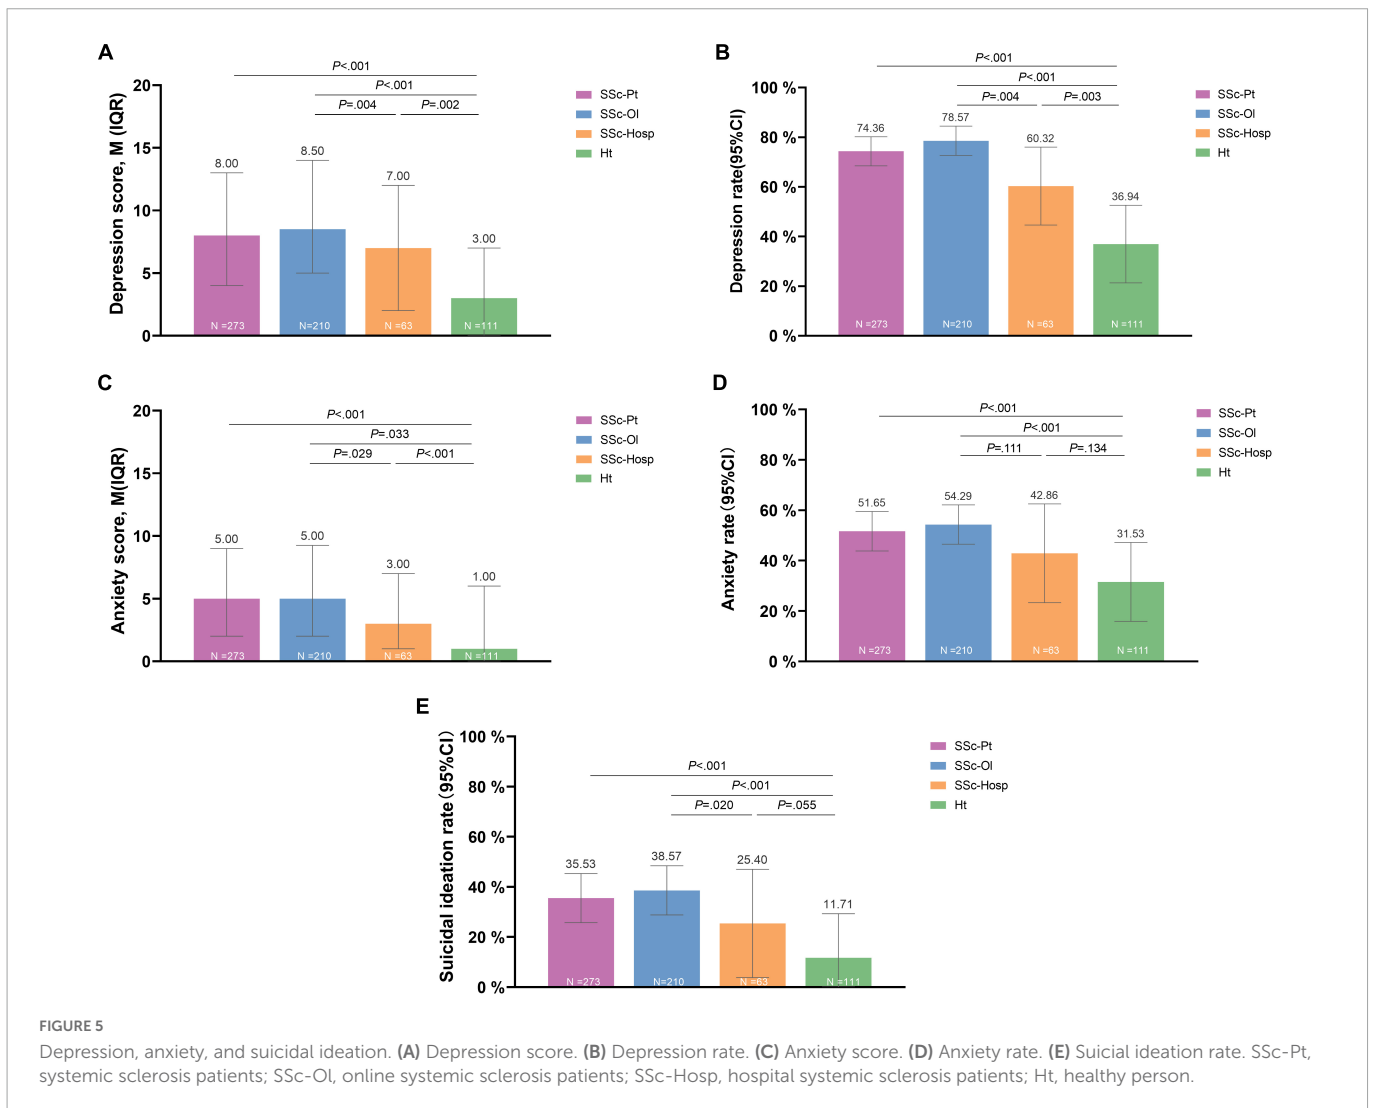 A
Depression score, M (IQR)
20
15
10
5
0
P<.001
P<.001
P=.004
P=.002
8.00
8.50
7.00
3.00
N =273
N=210
N =63
N =111
SSc-Pt
SSc-Ol
SSc-Hosp
Ht
B
Depression rate(95%CI)
100 %
80 %
60 %
40 %
20 %
0 %
P<.001
P<.001
P=.004
P=.003
74.36
78.57
60.32
36.94
N =273
N=210
N =63
N =111
SSc-Pt
SSc-Ol
SSc-Hosp
Ht
C
Anxiety score, M(IQR)
20
15
10
5
0
P<.001
P=.033
P=.029
P<.001
5.00
5.00
3.00
1.00
N =273
N =210
N =63
N =111
SSc-Pt
SSc-Ol
SSc-Hosp
Ht
D
Anxiety rate（95%CI）
100 %
80 %
60 %
40 %
20 %
0 %
P<.001
P<.001
P=.111
P=.134
51.65
54.29
42.86
31.53
N =273
N =210
N =63
N =111
SSc-Pt
SSc-Ol
SSc-Hosp
Ht
E
Suicidal ideation rate（95%CI）
100 %
80 %
60 %
40 %
20 %
0 %
P<.001
P<.001
P=.020
P=.055
35.53
38.57
25.40
11.71
N =273
N=210
N =63
N =111
SSc-Pt
SSc-Ol
SSc-Hosp
Ht
FIGURE 5
Depression, anxiety, and suicidal ideation. (A) Depression score. (B) Depression rate. (C) Anxiety score. (D) Anxiety rate. (E) Suicial ideation rate. SSc-Pt,
systemic sclerosis patients; SSc-Ol, online systemic sclerosis patients; SSc-Hosp, hospital systemic sclerosis patients; Ht, healthy person.